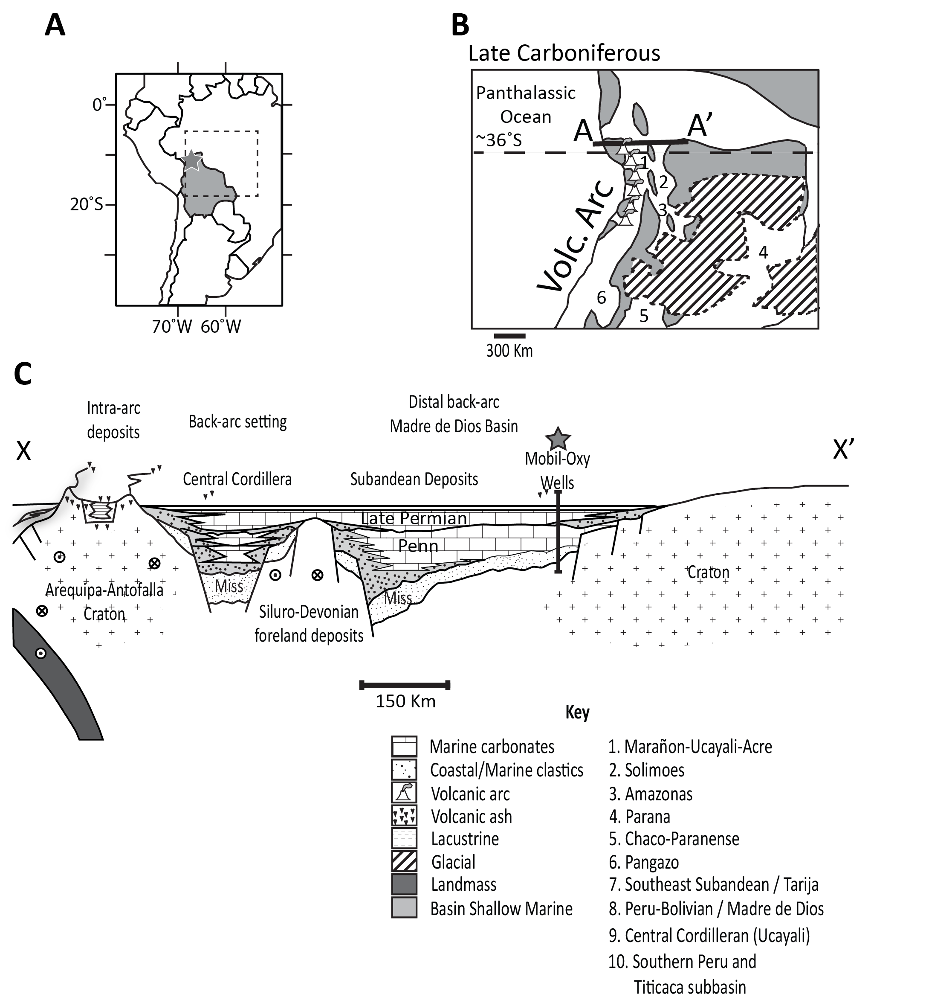 A
0˚
20˚S
70˚W 60˚W
B
Late Carboniferous
Panthalassic
Ocean
~36˚S
A
A’
Volc. Arc
1
2
3
4
5
6
300 Km
C
Intra-arc
deposits
Back-arc setting
Distal back-arc
Madre de Dios Basin
X
X’
Mobil-Oxy
Wells
Central Cordillera
Subandean Deposits
Late Permian
Penn
Miss
Miss
Arequipa-Antofalla
Craton
Siluro-Devonian
foreland deposits
Craton
150 Km
Key
Marine carbonates
Coastal/Marine clastics
Volcanic arc
Volcanic ash
Lacustrine
Glacial
Landmass
Basin Shallow Marine
1. Marañon-Ucayali-Acre
2. Solimoes
3. Amazonas
4. Parana
5. Chaco-Paranense
6. Pangazo
7. Southeast Subandean / Tarija
8. Peru-Bolivian / Madre de Dios
9. Central Cordilleran (Ucayali)
10. Southern Peru and
Titicaca subbasin